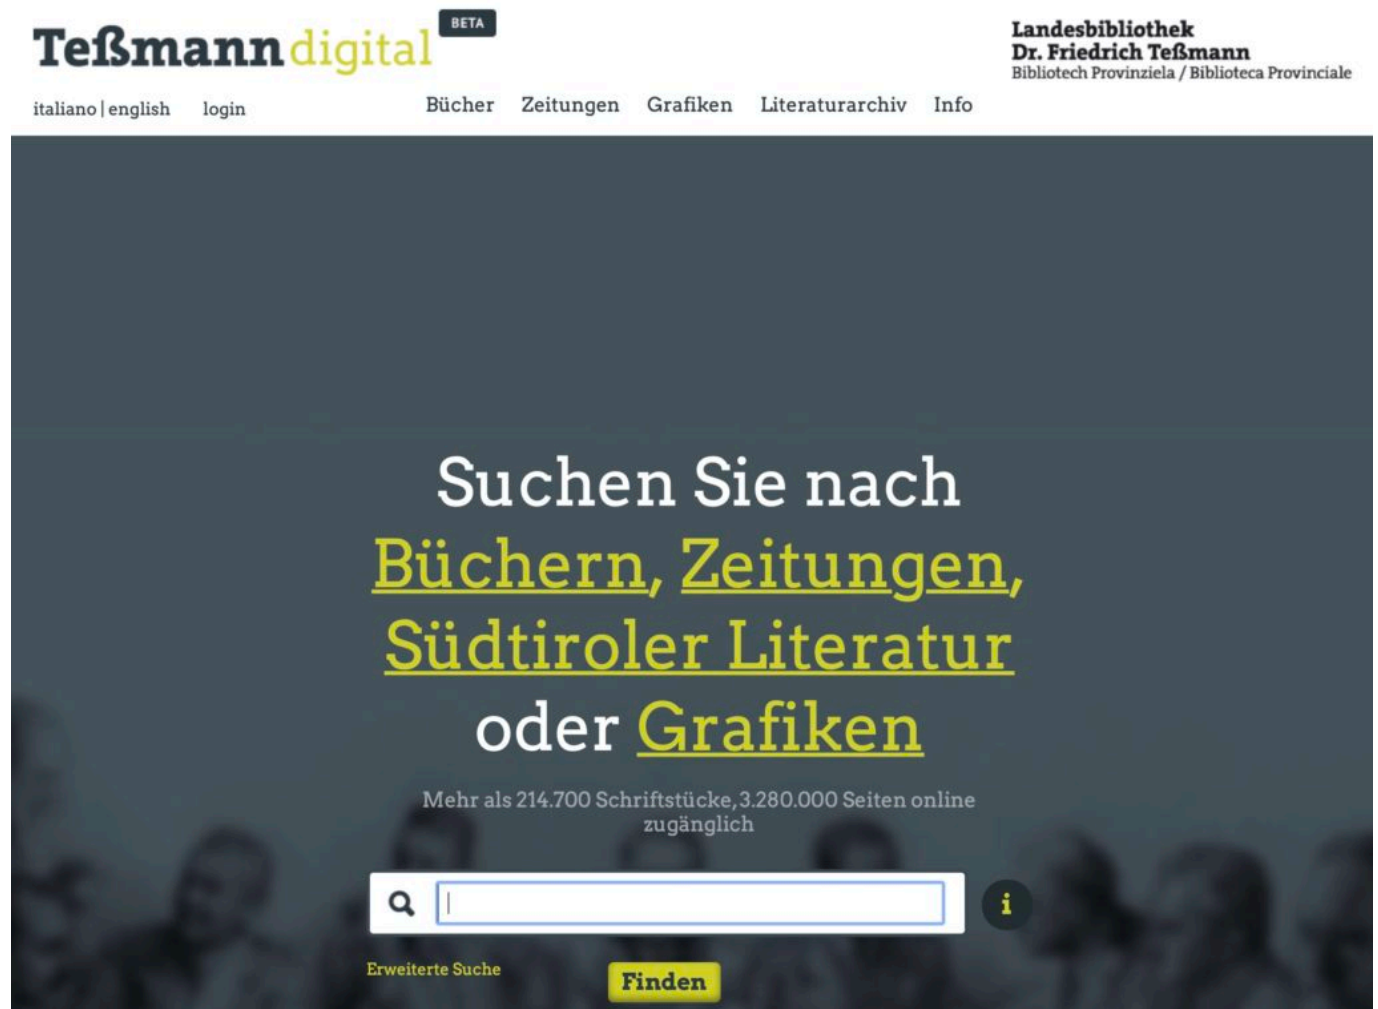 Teßmann digital BETA
Landesbibliothek
Dr. Friedrich Teßmann
Bibliotech Provinziela / Biblioteca Provinciale
italiano | english login
Bücher Zeitungen Grafiken Literaturarchiv Info
Suchen Sie nach
Büchern, Zeitungen,
Südtiroler Literatur
oder Grafiken
Mehr als 214.700 Schriftstücke, 3.280.000 Seiten online
zugänglich
i
Erweiterte Suche
Finden